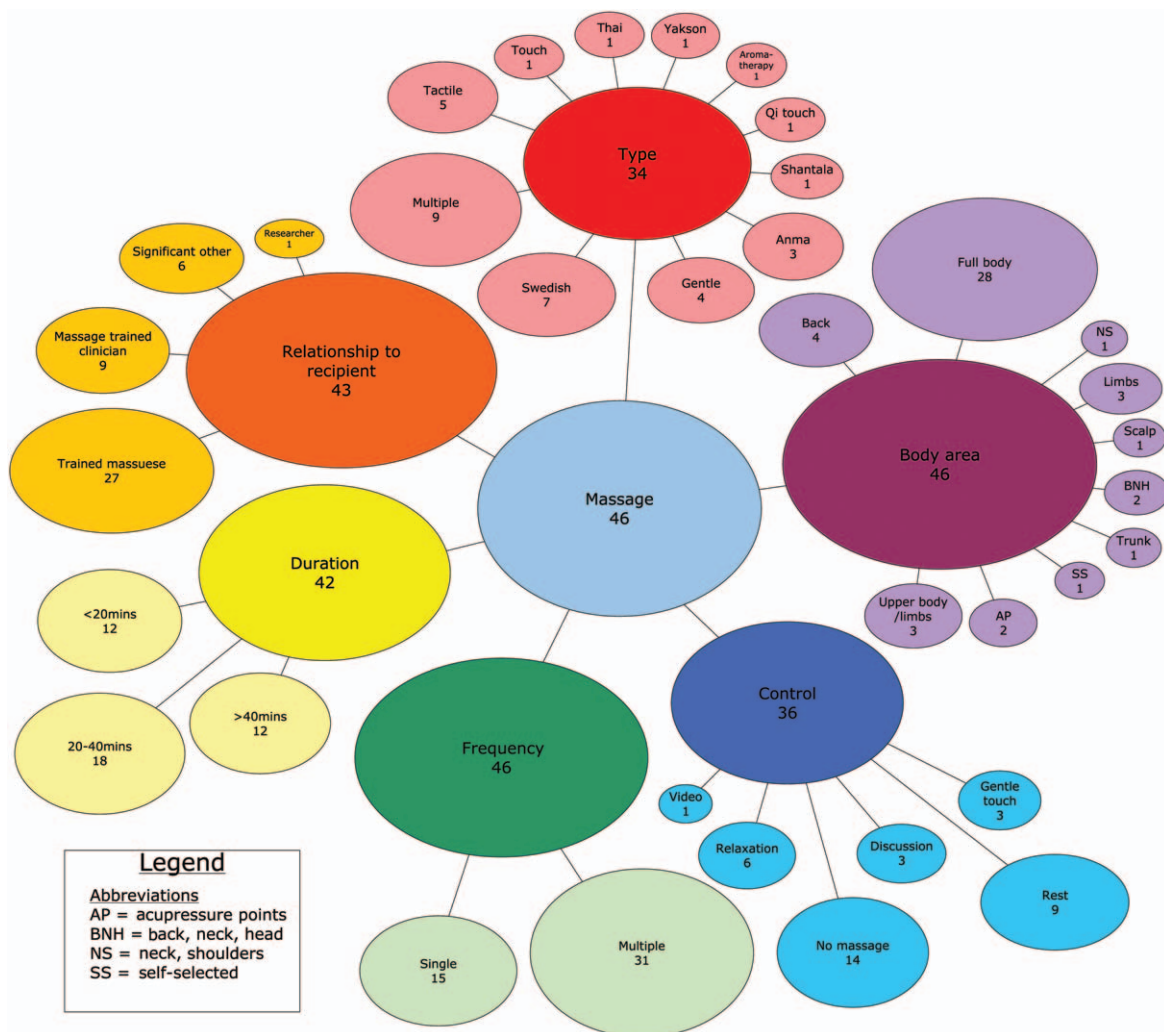 Thai
1
Yakson
1
Touch
1
Aroma-
therapy
1
Tactile
5
Qi touch
1
Type
34
Shantala
1
Multiple
9
Anma
3
Gentle
4
Swedish
7
Researcher
1
Significant other
6
Massage trained
clinician
9
Relationship to
recipient
43
Trained massuese
27
Full body
28
Back
4
NS
1
Limbs
3
Scalp
1
Body area
46
BNH
2
Trunk
1
SS
1
AP
2
Upper body
/limbs
3
Massage
46
Duration
42
<20mins
12
20-40mins
18
>40mins
12
Frequency
46
Single
15
Multiple
31
Control
36
Video
1
Relaxation
6
No massage
14
Discussion
3
Gentle
touch
3
Rest
9
Legend
Abbreviations
AP = acupressure points
BNH = back, neck, head
NS = neck, shoulders
SS = self-selected